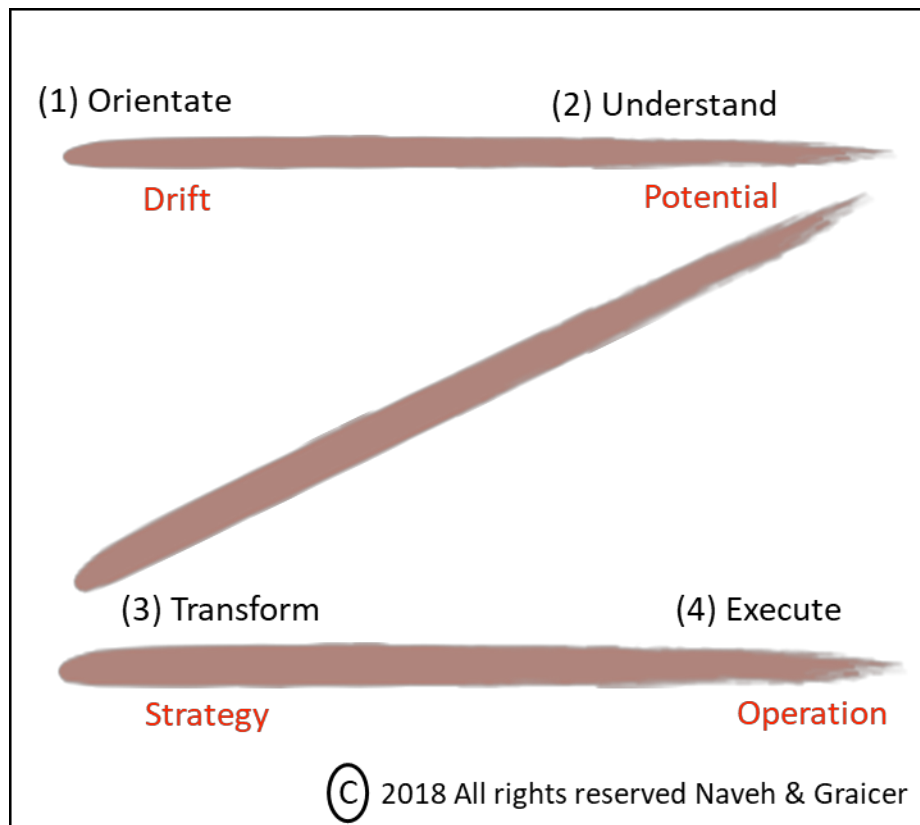 (1) Orientate
(2) Understand
Drift
Potential
(3) Transform
(4) Execute
Strategy
Operation
© 2018 All rights reserved Naveh & Graicer